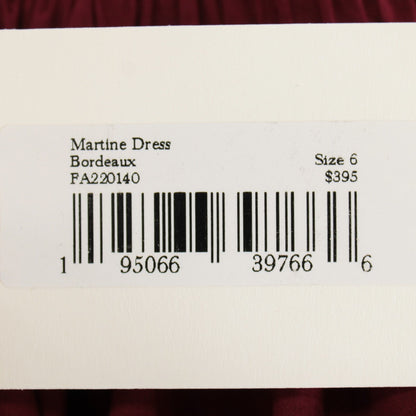 Martine Dress
Bordeaux Size 6
FA220140 $395
1 95066 39766 6